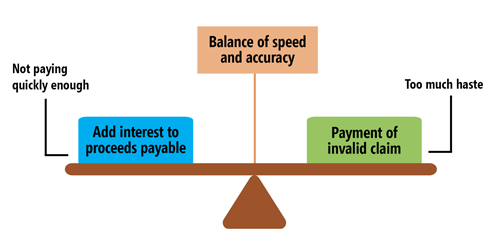 Balance of speed
and accuracy
Not paying
quickly enough
Too much haste
Add interest to
proceeds payable
Payment of
invalid claim